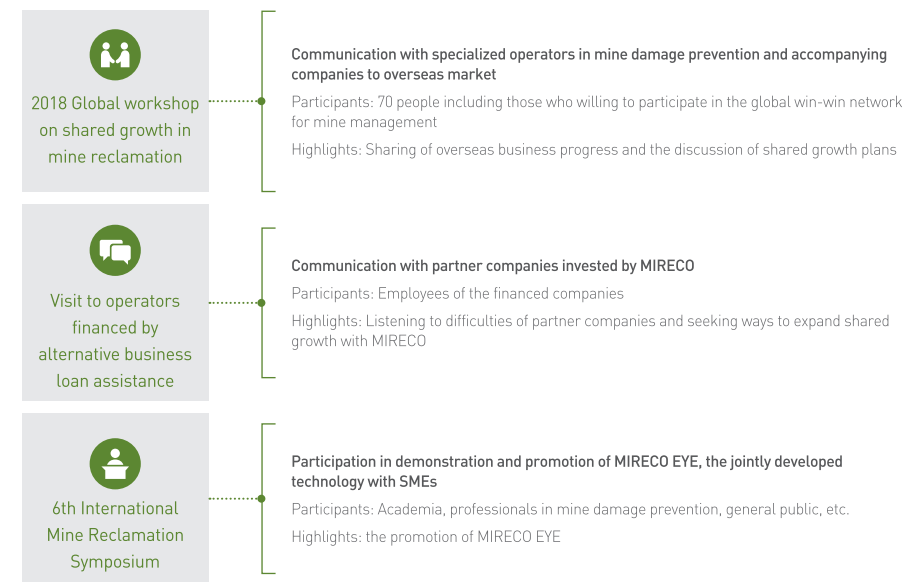 2018 Global workshop
on shared growth in
mine reclamation
Communication with specialized operators in mine damage prevention and accompanying
companies to overseas market
Participants: 70 people including those who willing to participate in the global win-win network
for mine management
Highlights: Sharing of overseas business progress and the discussion of shared growth plans
Visit to operators
financed by
alternative business
loan assistance
Communication with partner companies invested by MIRECO
Participants: Employees of the financed companies
Highlights: Listening to difficulties of partner companies and seeking ways to expand shared
growth with MIRECO
6th International
Mine Reclamation
Symposium
Participation in demonstration and promotion of MIRECO EYE, the jointly developed
technology with SMEs
Participants: Academia, professionals in mine damage prevention, general public, etc.
Highlights: the promotion of MIRECO EYE